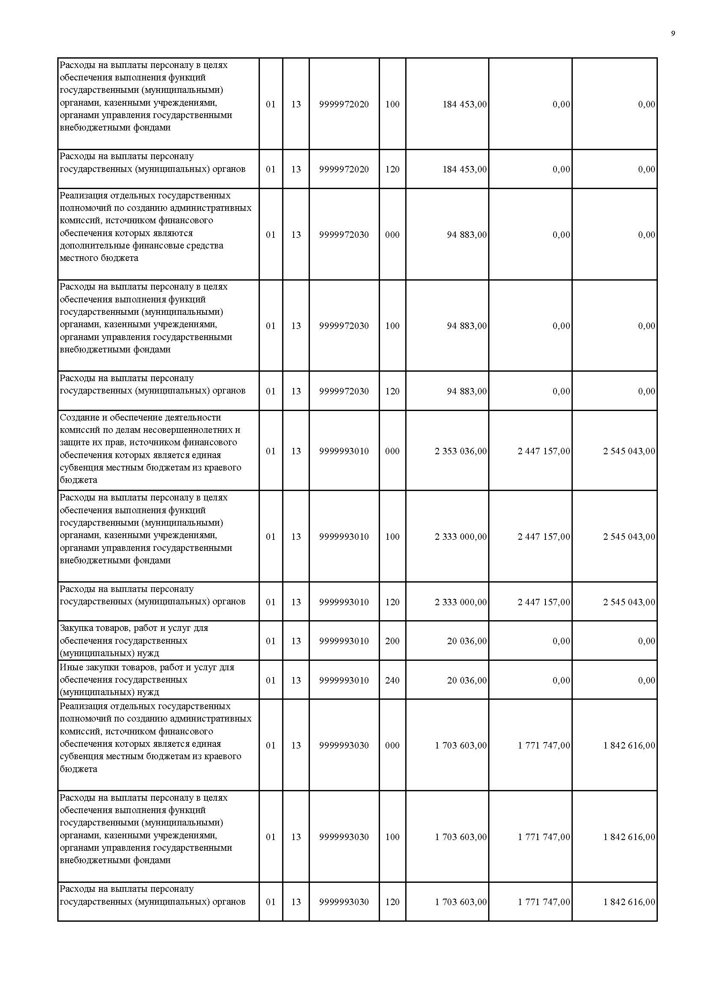 9
Расходы на выплаты персоналу в целях
обеспечения выполнения функций
государственными (муниципальными)
органами, казенными учреждениями,
органами управления государственными
внебюджетными фондами
01 13 9999972020 100 184 453,00 0,00 0,00
Расходы на выплаты персоналу
государственных (муниципальных) органов
01 13 9999972020 120 184 453,00 0,00 0,00
Реализация отдельных государственных
полномочий по созданию административных
комиссий, источником финансового
обеспечения которых являются
дополнительные финансовые средства
местного бюджета
01 13 9999972030 000 94 883,00 0,00 0,00
Расходы на выплаты персоналу в целях
обеспечения выполнения функций
государственными (муниципальными)
органами, казенными учреждениями,
органами управления государственными
внебюджетными фондами
01 13 9999972030 100 94 883,00 0,00 0,00
Расходы на выплаты персоналу
государственных (муниципальных) органов
01 13 9999972030 120 94 883,00 0,00 0,00
Создание и обеспечение деятельности
комиссий по делам несовершеннолетних и
защите их прав, источником финансового
обеспечения которых является единая
субвенция местным бюджетам из краевого
бюджета
01 13 9999993010 000 2 353 036,00 2 447 157,00 2 545 043,00
Расходы на выплаты персоналу в целях
обеспечения выполнения функций
государственными (муниципальными)
органами, казенными учреждениями,
органами управления государственными
внебюджетными фондами
01 13 9999993010 100 2 333 000,00 2 447 157,00 2 545 043,00
Расходы на выплаты персоналу
государственных (муниципальных) органов
01 13 9999993010 120 2 333 000,00 2 447 157,00 2 545 043,00
Закупка товаров, работ и услуг для
обеспечения государственных
(муниципальных) нужд
01 13 9999993010 200 20 036,00 0,00 0,00
Иные закупки товаров, работ и услуг для
обеспечения государственных
(муниципальных) нужд
01 13 9999993010 240 20 036,00 0,00 0,00
Реализация отдельных государственных
полномочий по созданию административных
комиссий, источником финансового
обеспечения которых является единая
субвенция местным бюджетам из краевого
бюджета
01 13 9999993030 000 1 703 603,00 1 771 747,00 1 842 616,00
Расходы на выплаты персоналу в целях
обеспечения выполнения функций
государственными (муниципальными)
органами, казенными учреждениями,
органами управления государственными
внебюджетными фондами
01 13 9999993030 100 1 703 603,00 1 771 747,00 1 842 616,00
Расходы на выплаты персоналу
государственных (муниципальных) органов
01 13 9999993030 120 1 703 603,00 1 771 747,00 1 842 616,00